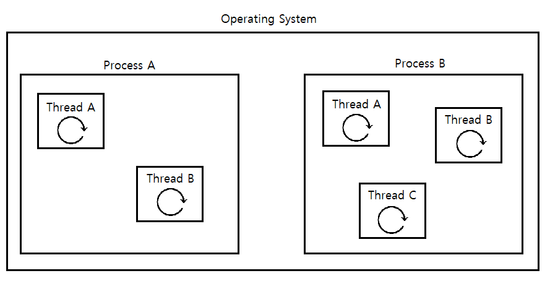 Operating System
Process A
Process B
Thread A
Thread B
Thread A
Thread B
Thread C